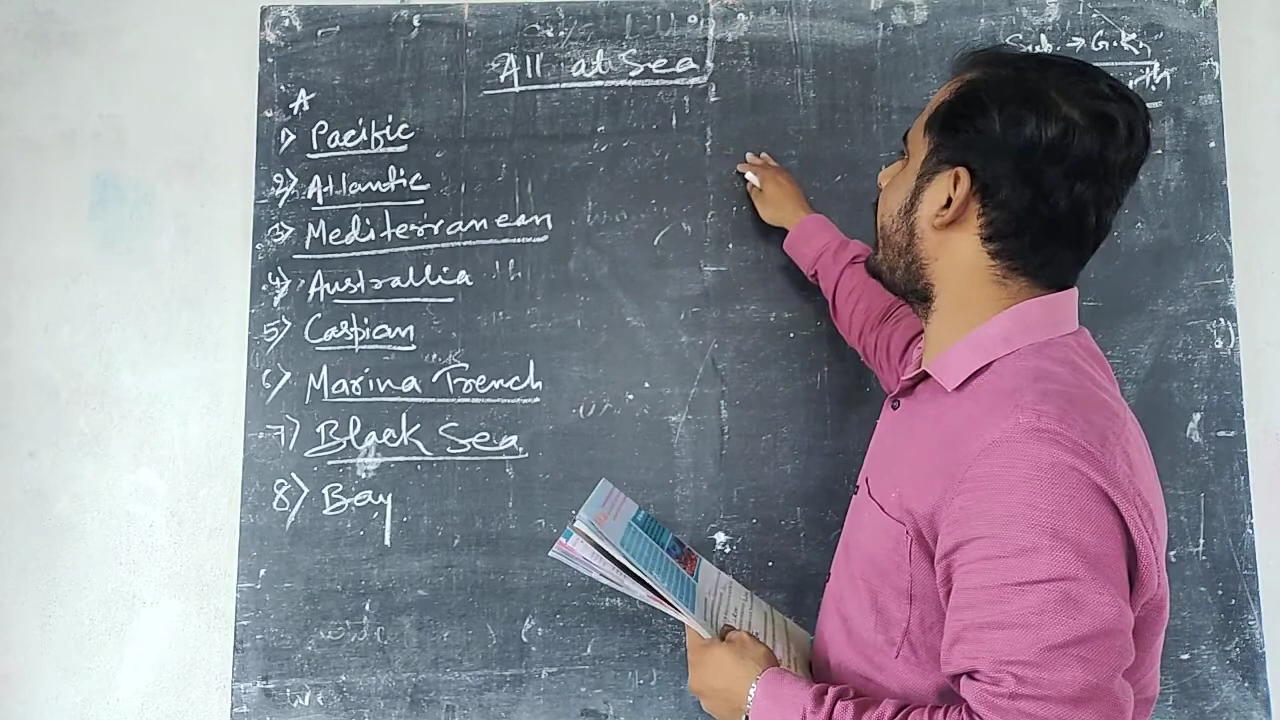 All at Sea
Sub. → G.K
A
1) Pacific
2) Atlantic
3) Mediterranean
4) Australlia
5) Caspian
6) Marina Trench
7) Black Sea
8) Bay